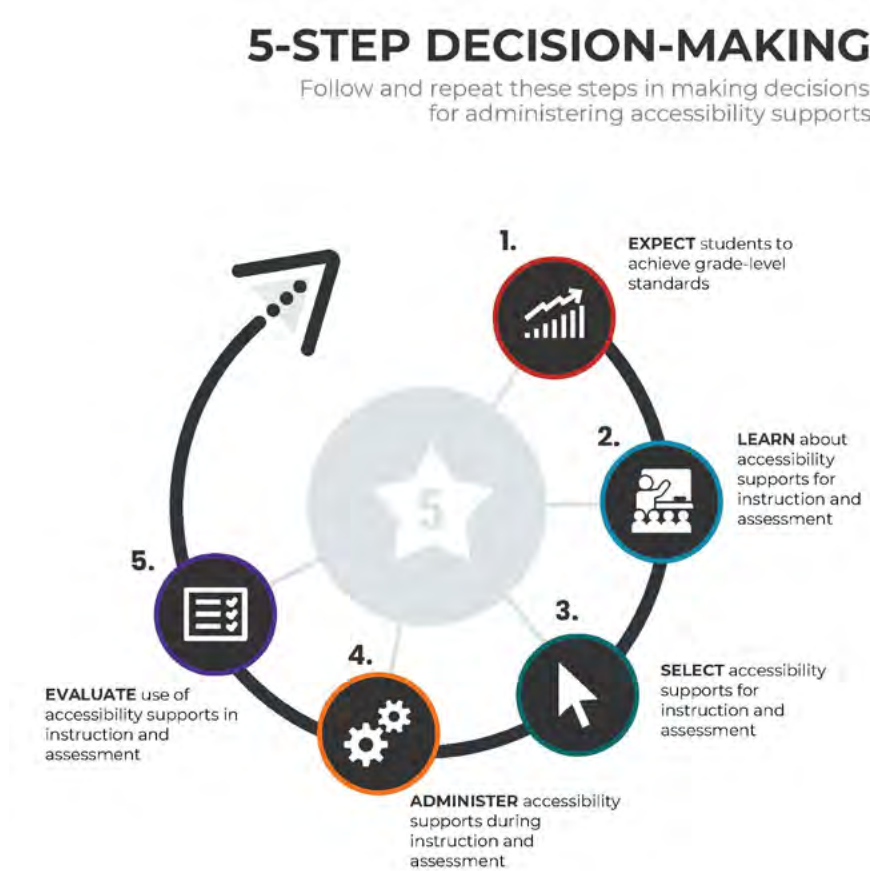 5-STEP DECISION-MAKING
Follow and repeat these steps in making decisions
for administering accessibility supports
1.
EXPECT students to
achieve grade-level
standards
2.
LEARN about
accessibility
supports for
instruction and
assessment
3.
SELECT accessibility
supports for
instruction and
assessment
4.
ADMINISTER accessibility
supports during
instruction and
assessment
5.
EVALUATE use of
accessibility supports in
instruction and
assessment
5